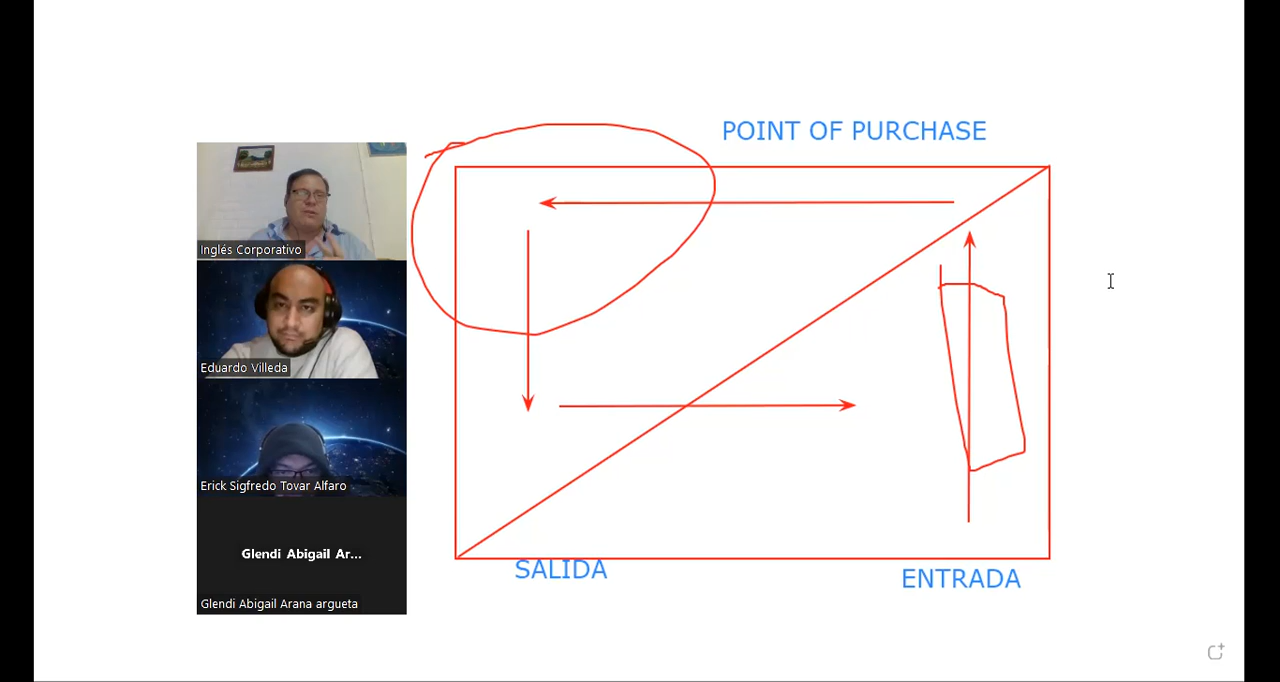 POINT OF PURCHASE
Inglés Corporativo
Eduardo Villeda
Erick Sigfredo Tovar Alfaro
Glendi Abigail Ar...
Glendi Abigail Arana argueta
SALIDA
ENTRADA